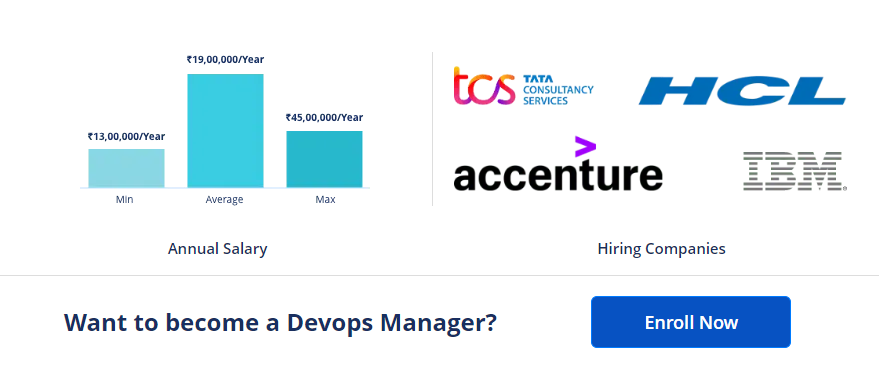 ₹19,00,000/Year
₹13,00,000/Year
₹45,00,000/Year
Min
Average
Max
Annual Salary
tcs
TATA
CONSULTANCY
SERVICES
HCL
accenture
IBM
Hiring Companies
Want to become a Devops Manager?
Enroll Now